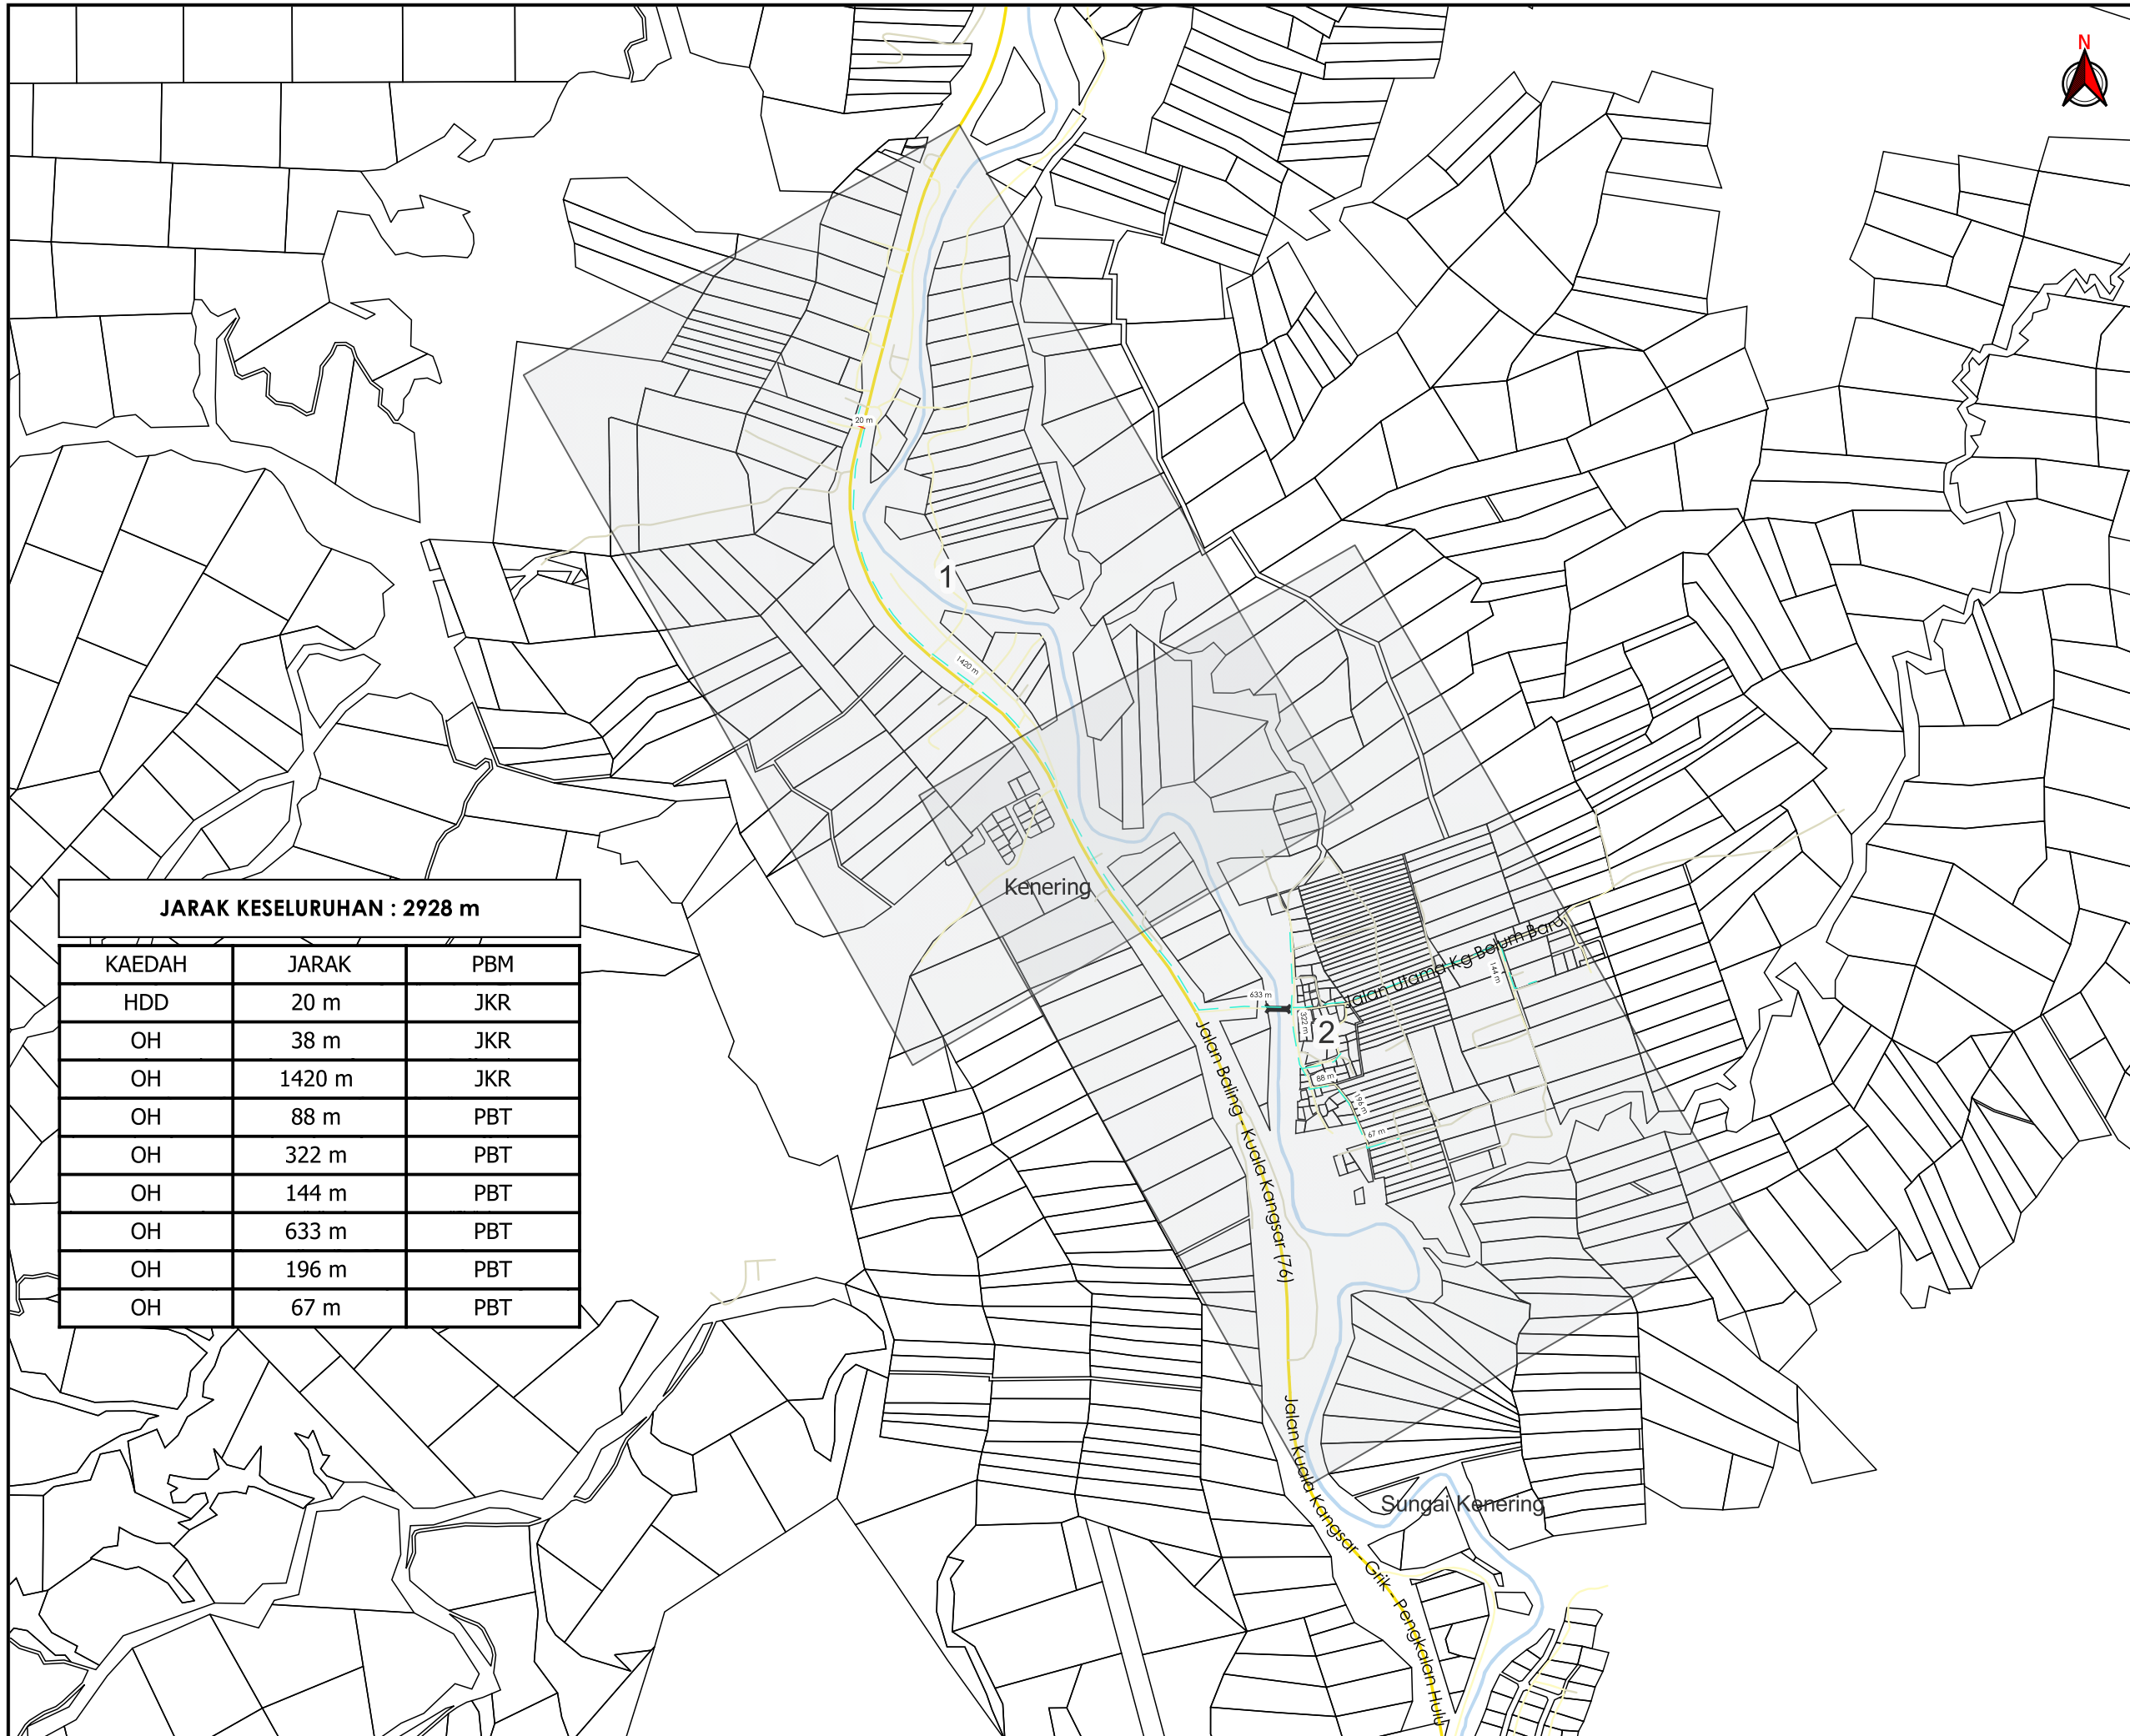 N
20 m
1
1420 m
Kenering
JARAK KESELURUHAN : 2928 m
KAEDAH JARAK PBM
HDD 20 m JKR
OH 38 m JKR
OH 1420 m JKR
OH 88 m PBT
OH 322 m PBT
OH 144 m PBT
OH 633 m PBT
OH 196 m PBT
OH 67 m PBT
Jalan Utama Kg Belum Baru
144 m
633 m
322 m
2
88 m
196 m
67 m
Jalan Baling - Kuala Kangsar (76)
Jalan Kuala Kangsar - Grik - Pengkalan Hulu
Sungai Kenering